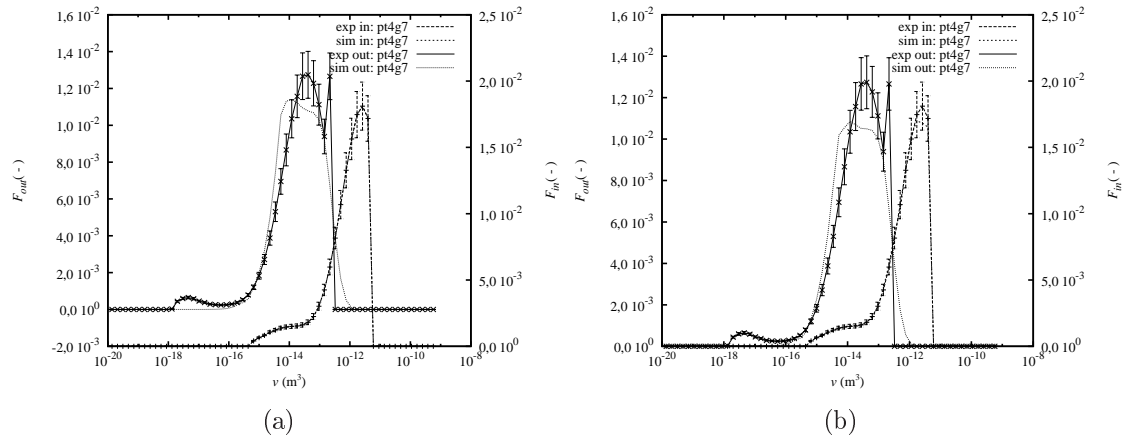 1,6 10-2
1,4 10-2
1,2 10-2
1,0 10-2
8,0 10-3
6,0 10-3
4,0 10-3
2,0 10-3
0,0 100
-2,0 10-3
Fout( - )
2,5 10-2
2,0 10-2
1,5 10-2
1,0 10-2
5,0 10-3
0,0 100
Fin( - )
exp in: pt4g7
sim in: pt4g7
exp out: pt4g7
sim out: pt4g7
10-20 10-18 10-16 10-14 10-12 10-10 10-8
v (m3)
(a)
1,6 10-2
1,4 10-2
1,2 10-2
1,0 10-2
8,0 10-3
6,0 10-3
4,0 10-3
2,0 10-3
0,0 100
Fout( - )
2,5 10-2
2,0 10-2
1,5 10-2
1,0 10-2
5,0 10-3
0,0 100
Fin( - )
exp in: pt4g7
sim in: pt4g7
exp out: pt4g7
sim out: pt4g7
10-20 10-18 10-16 10-14 10-12 10-10 10-8
v (m3)
(b)